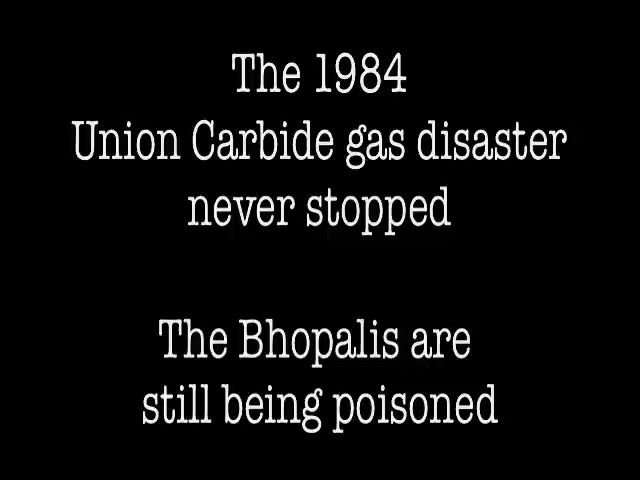 The 1984
Union Carbide gas disaster
never stopped
The Bhopalis are
still being poisoned